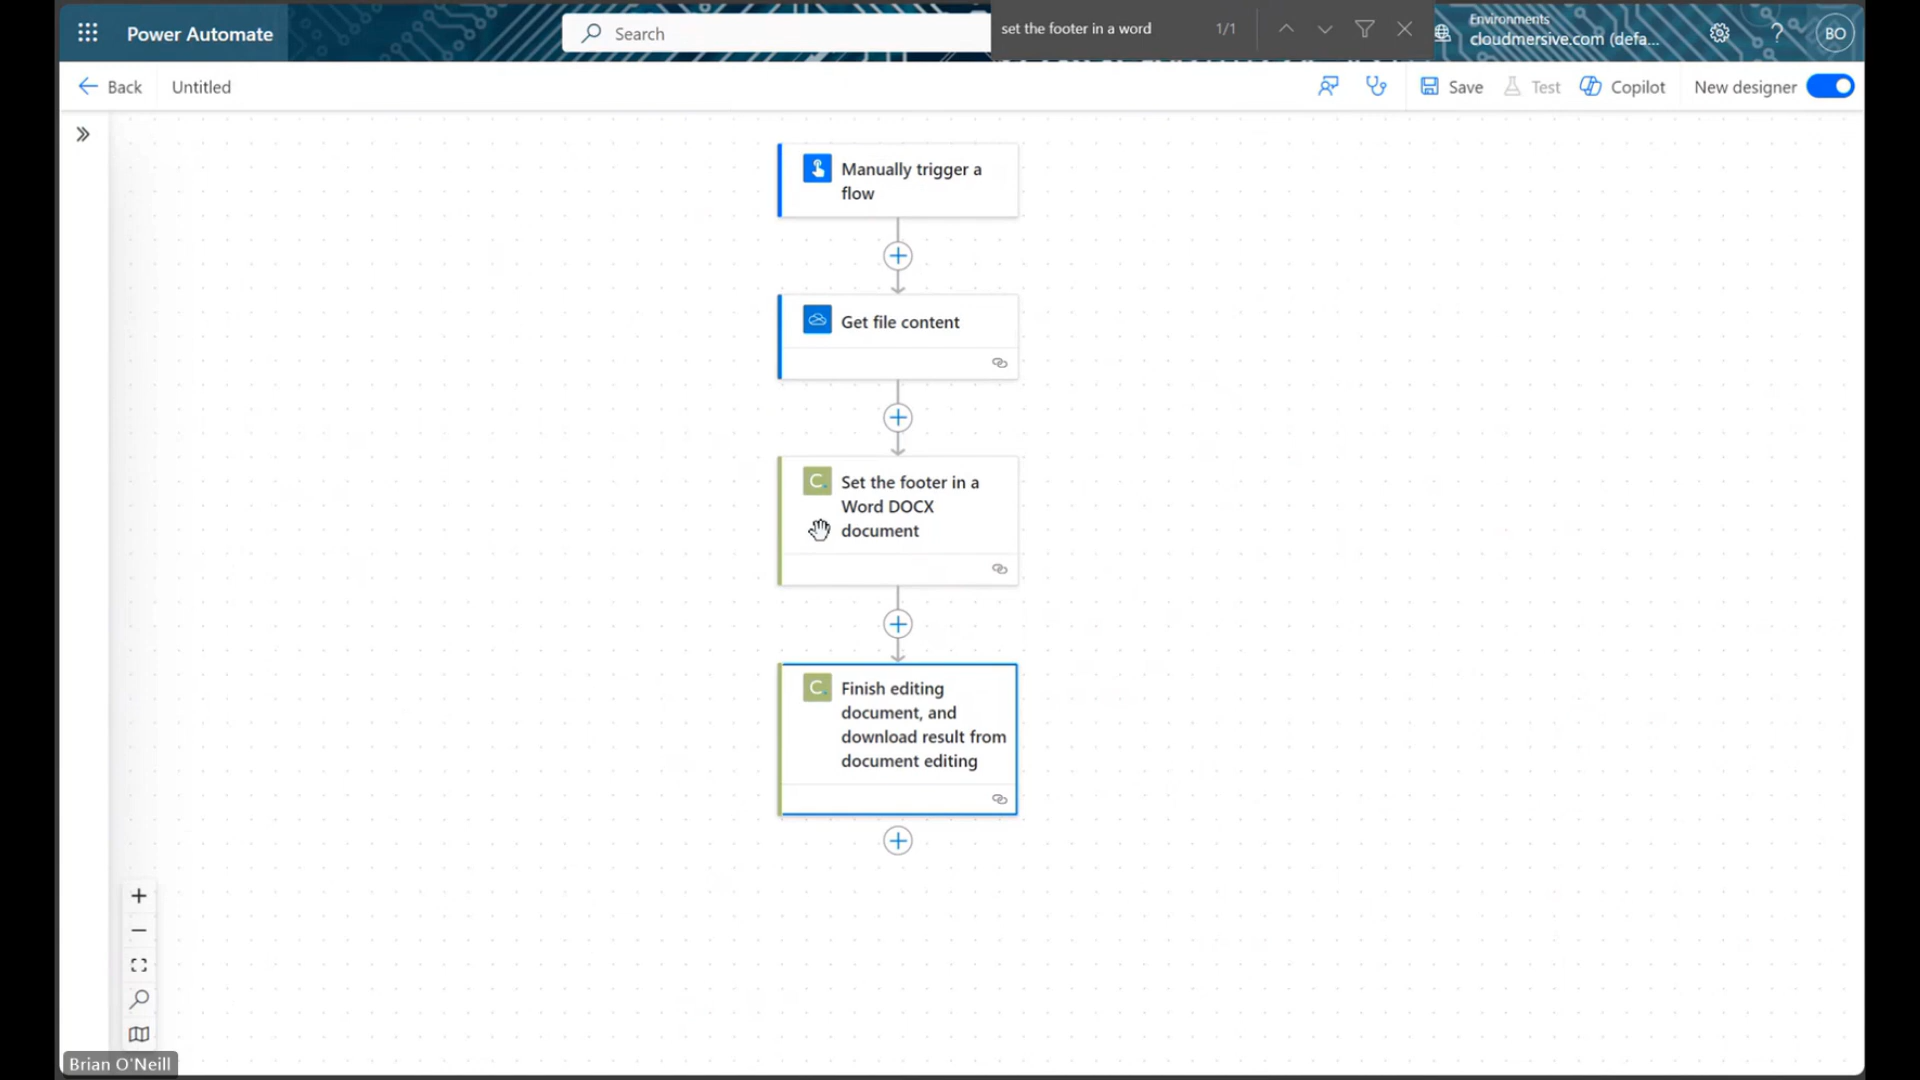 Power Automate
Search
set the footer in a word
1/1
Environments
cloudmersive.com (defa...
BO
Back
Untitled
Save
Test
Copilot
New designer
Manually trigger a
flow
Get file content
C.
Set the footer in a
Word DOCX
document
C.
Finish editing
document, and
download result from
document editing
Brian O'Neill